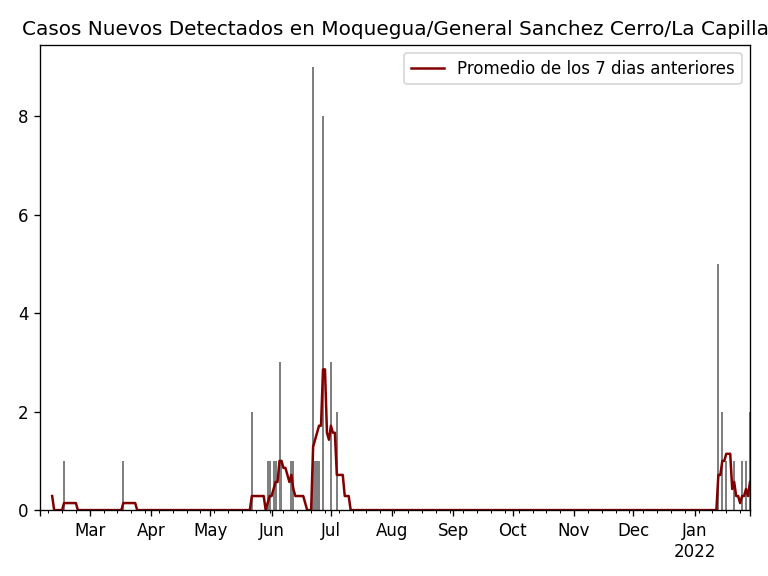 Casos Nuevos Detectados en Moquegua/General Sanchez Cerro/La Capilla
Promedio de los 7 dias anteriores
8
6
4
2
0
Mar Apr May Jun Jul Aug Sep Oct Nov Dec Jan
2022